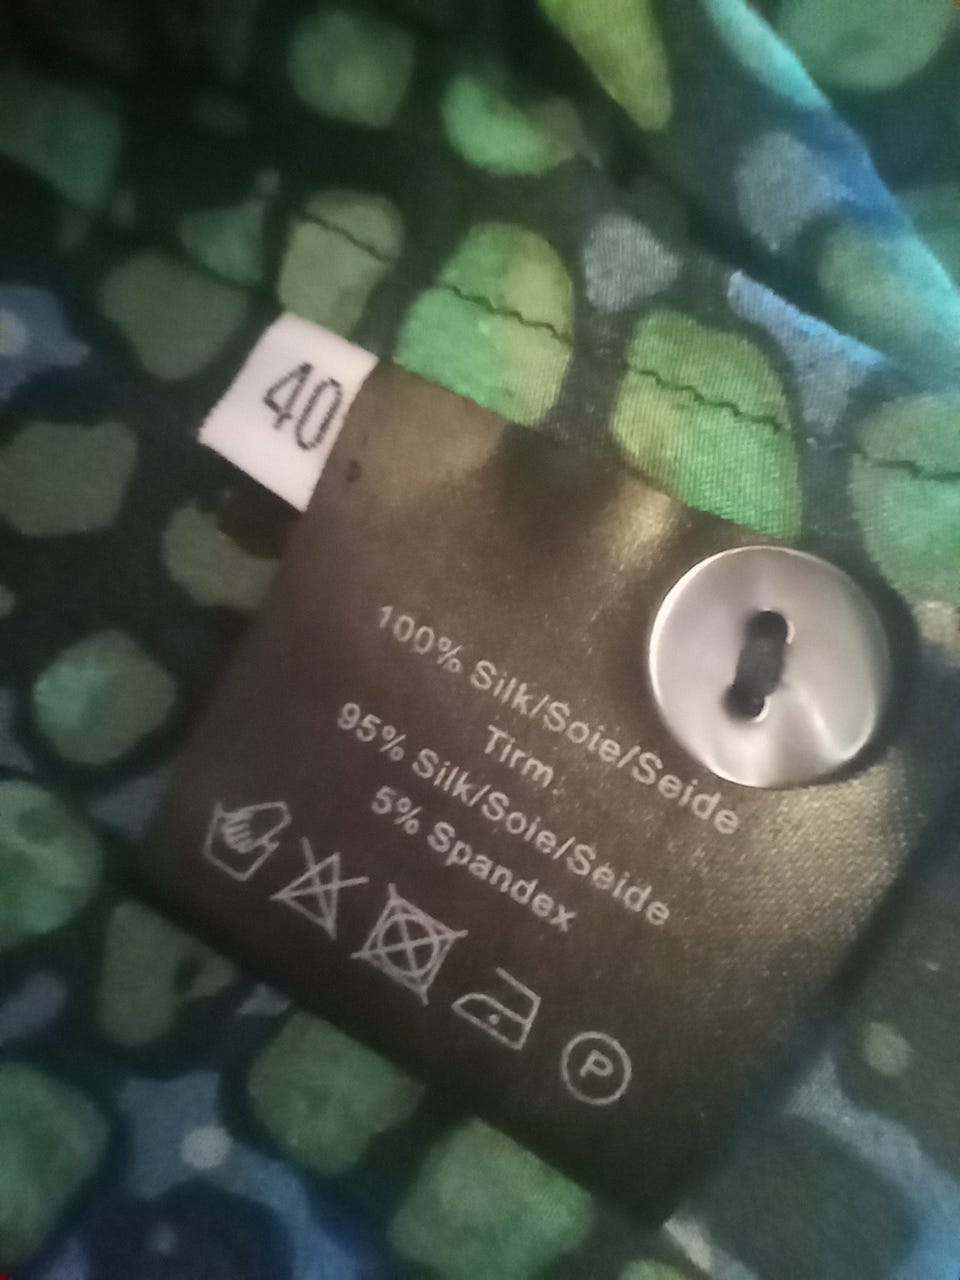 40
100% Silk/Soie/Seide
Tirm:
95% Silk/Soie/Seide
5% Spandex
P